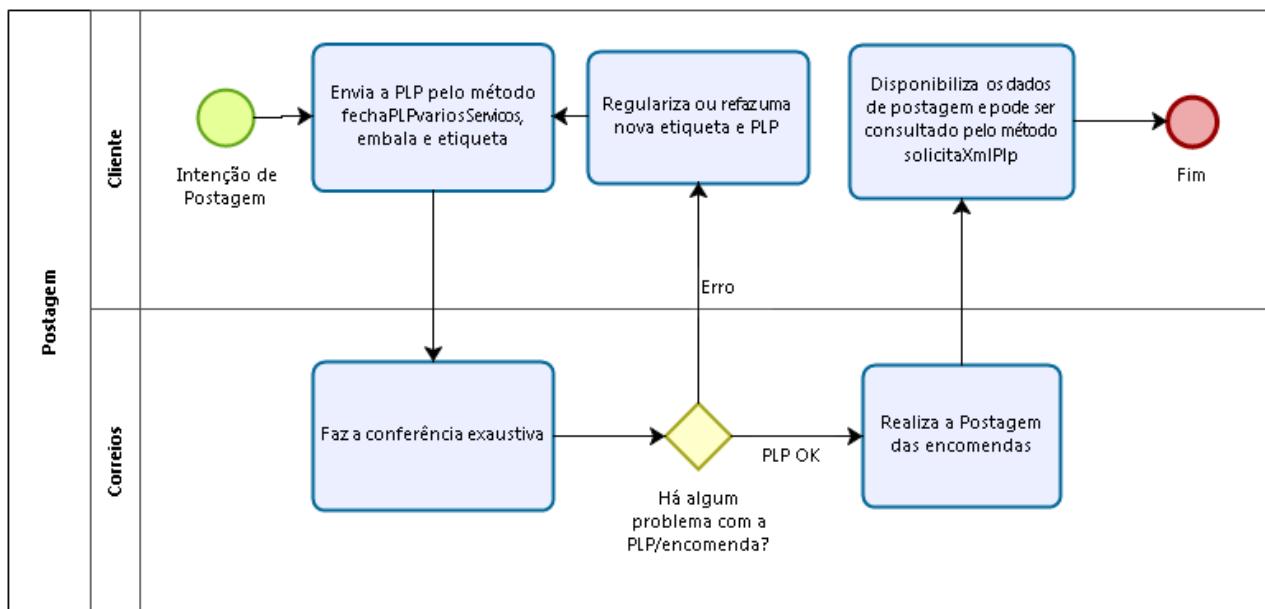 Postagem
Cliente
Intenção de
Postagem
Envia a PLP pelo método
fechaPLPvariosServicos,
embala e etiqueta
Regulariza ou refaz uma
nova etiqueta e PLP
Disponibiliza os dados
de postagem e pode ser
consultado pelo método
solicitaXmlPlp
Fim
Erro
Correios
Faz a conferência exaustiva
Há algum
problema com a
PLP/encomenda?
PLP OK
Realiza a Postagem
das encomendas